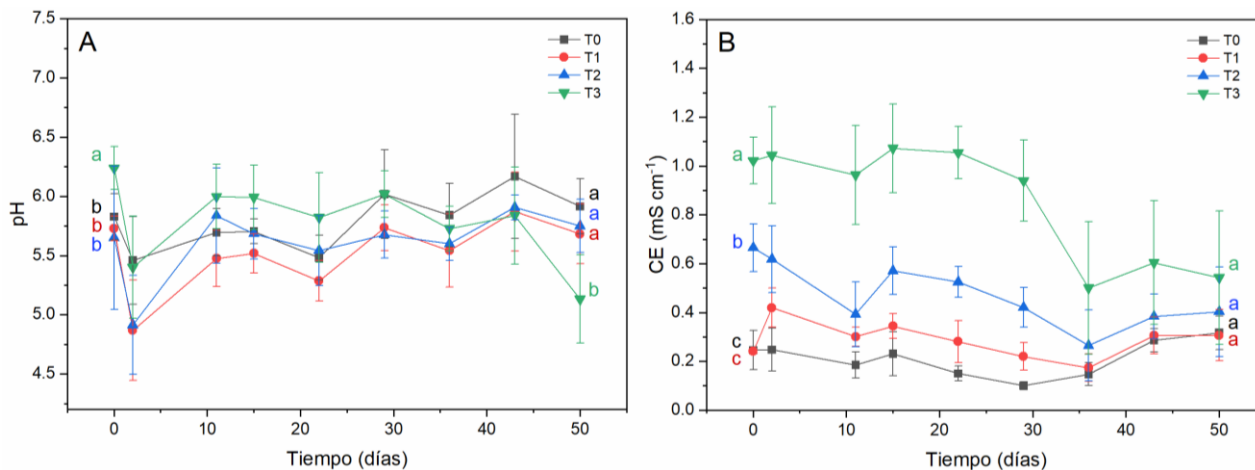 A
T0
T1
T2
T3
pH
7.5
7.0
6.5
6.0
5.5
5.0
4.5
a
b
b
b
a
a
a
b
0
10
20
30
40
50
Tiempo (días)
B
T0
T1
T2
T3
CE (mS cm⁻¹)
1.6
1.4
1.2
1.0
0.8
0.6
0.4
0.2
0.0
a
b
c
c
a
a
a
a
0
10
20
30
40
50
Tiempo (días)